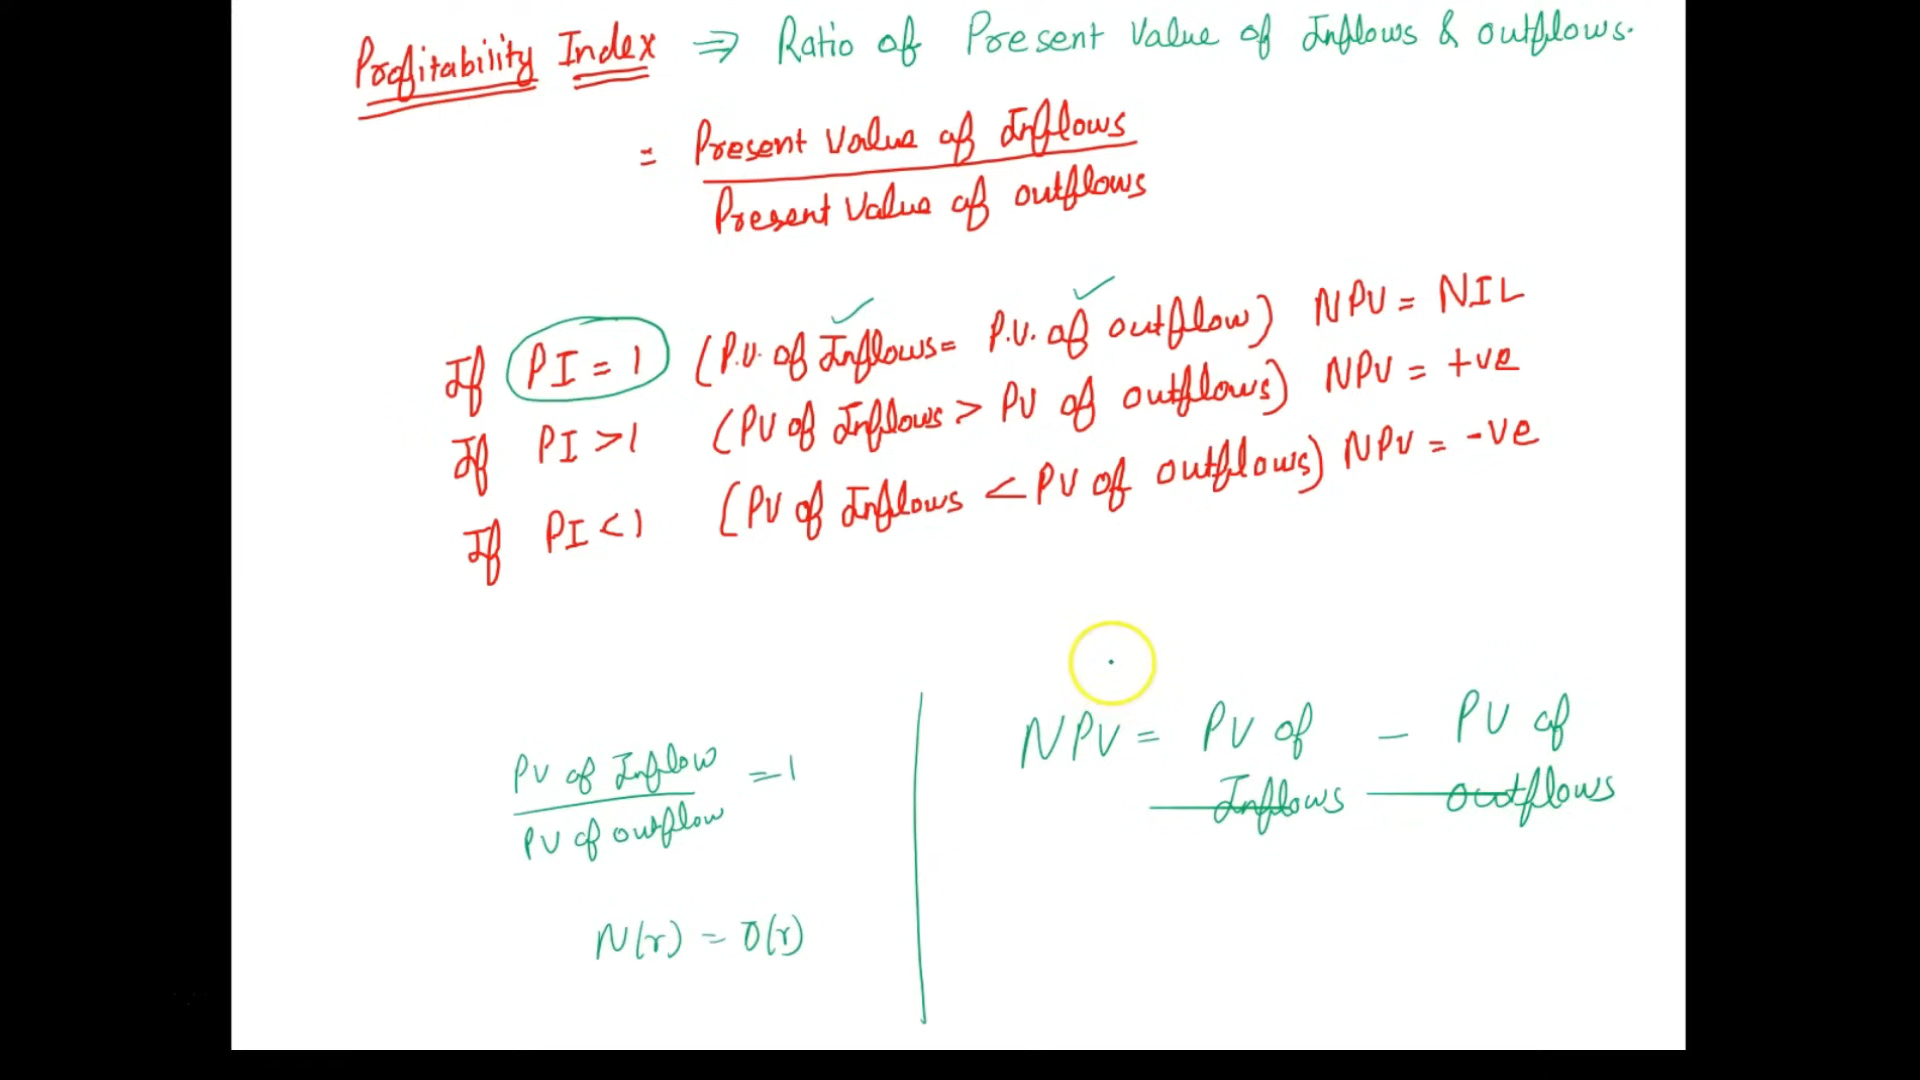 Profitability Index ⇒ Ratio of Present Value of Inflows & outflows.
= Present Value of Inflows
Present Value of outflows
If PI = 1 (P.V. of Inflows = P.V. of outflow) NPV = NIL
If PI > 1 (PV of Inflows > PV of outflows) NPV = +ve
If PI < 1 (PV of Inflows < PV of outflows) NPV = -ve
PV of Inflow = 1
PV of outflow
N(r) = D(r)
NPV = PV of - PV of
Inflows outflows